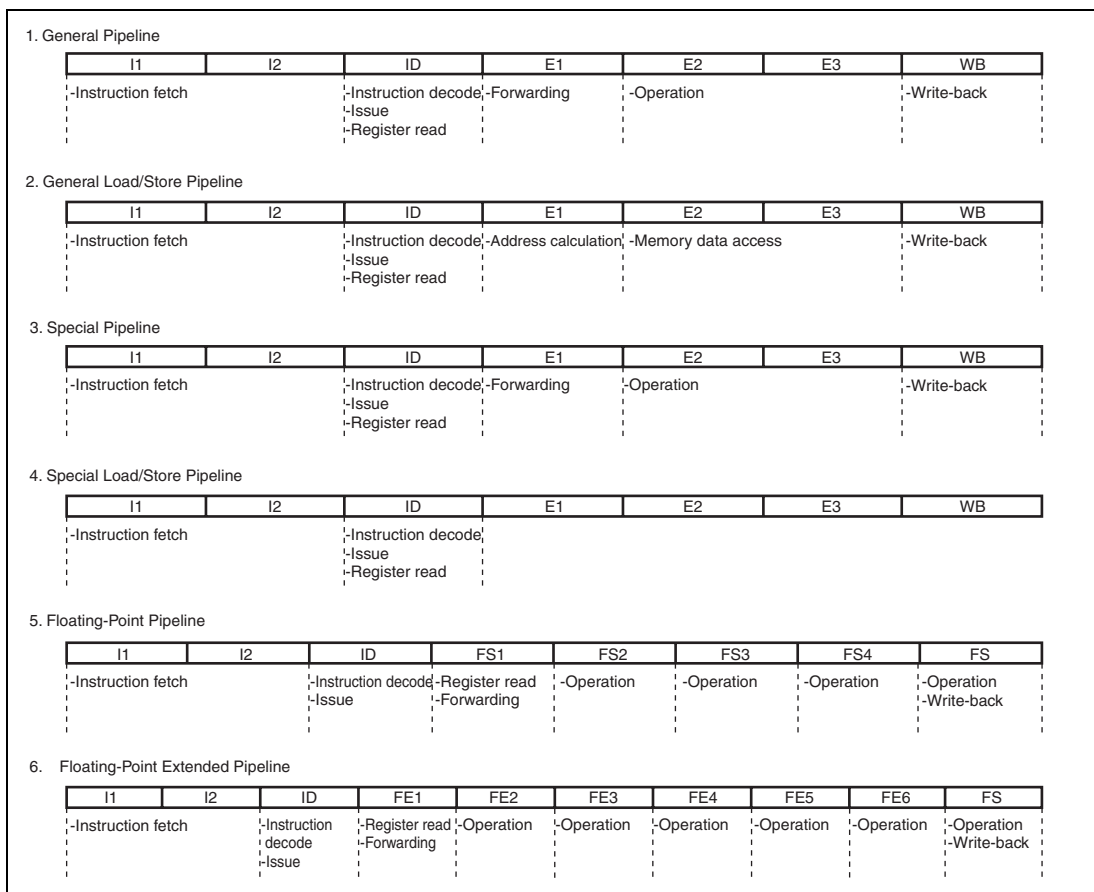 1. General Pipeline
I1 I2 ID E1 E2 E3 WB
-Instruction fetch -Instruction decode -Forwarding -Operation -Write-back
-Issue
-Register read
2. General Load/Store Pipeline
I1 I2 ID E1 E2 E3 WB
-Instruction fetch -Instruction decode -Address calculation -Memory data access -Write-back
-Issue
-Register read
3. Special Pipeline
I1 I2 ID E1 E2 E3 WB
-Instruction fetch -Instruction decode -Forwarding -Operation -Write-back
-Issue
-Register read
4. Special Load/Store Pipeline
I1 I2 ID E1 E2 E3 WB
-Instruction fetch -Instruction decode
-Issue
-Register read
5. Floating-Point Pipeline
I1 I2 ID FS1 FS2 FS3 FS4 FS
-Instruction fetch -Instruction decode -Register read -Operation -Operation -Operation -Operation
-Issue -Forwarding -Write-back
6. Floating-Point Extended Pipeline
I1 I2 ID FE1 FE2 FE3 FE4 FE5 FE6 FS
-Instruction fetch -Instruction -Register read -Operation -Operation -Operation -Operation -Operation -Operation
decode -Forwarding -Write-back
-Issue